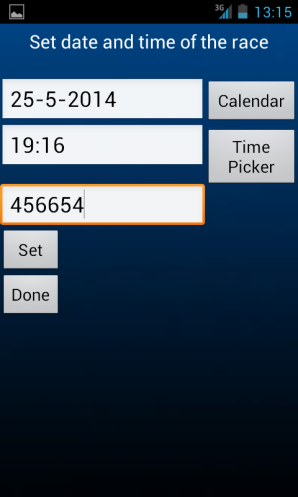 3G 13:15
Set date and time of the race
25-5-2014
Calendar
19:16
Time
Picker
456654
Set
Done